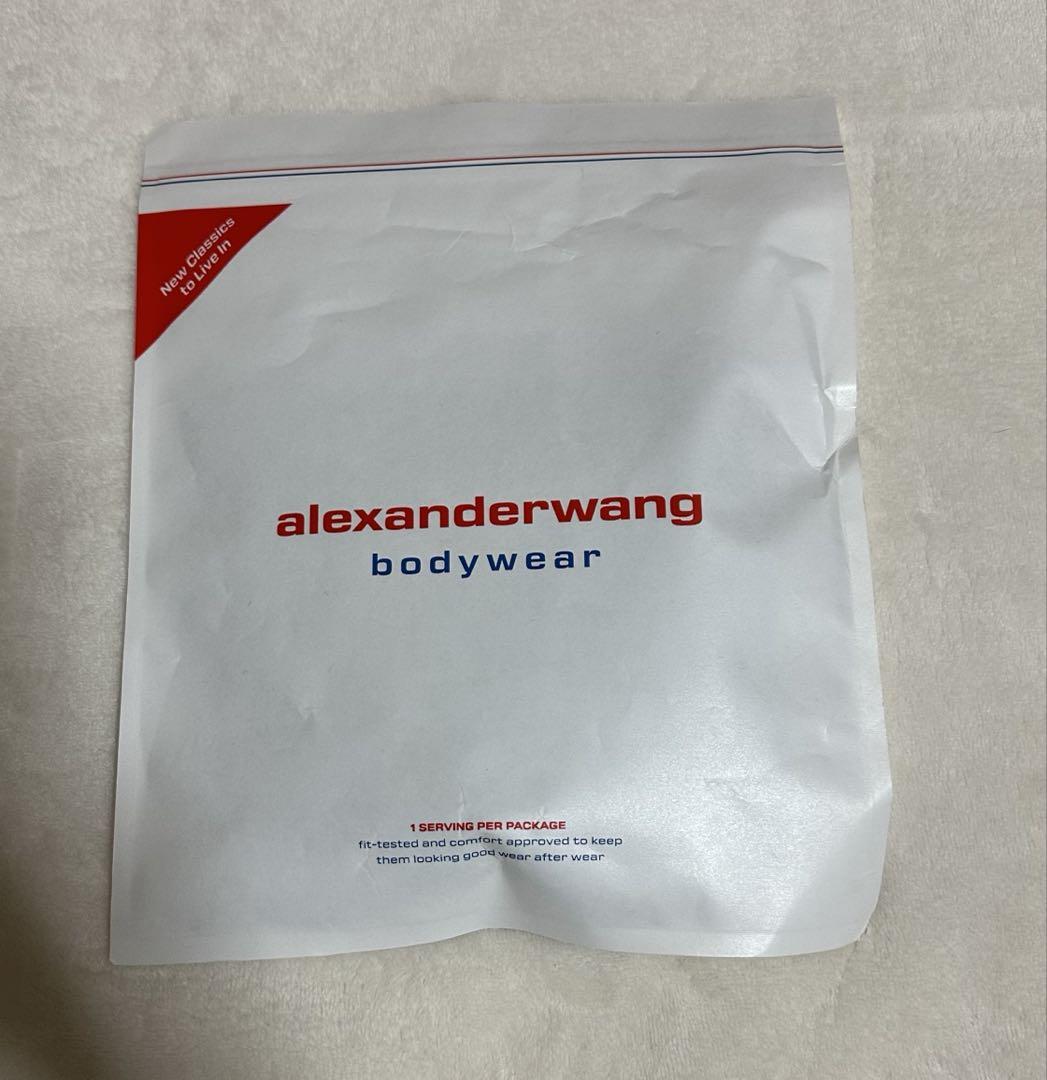 New Classics
to Live In
alexanderwang
bodywear
1 SERVING PER PACKAGE
fit-tested and comfort approved to keep
them looking good wear after wear